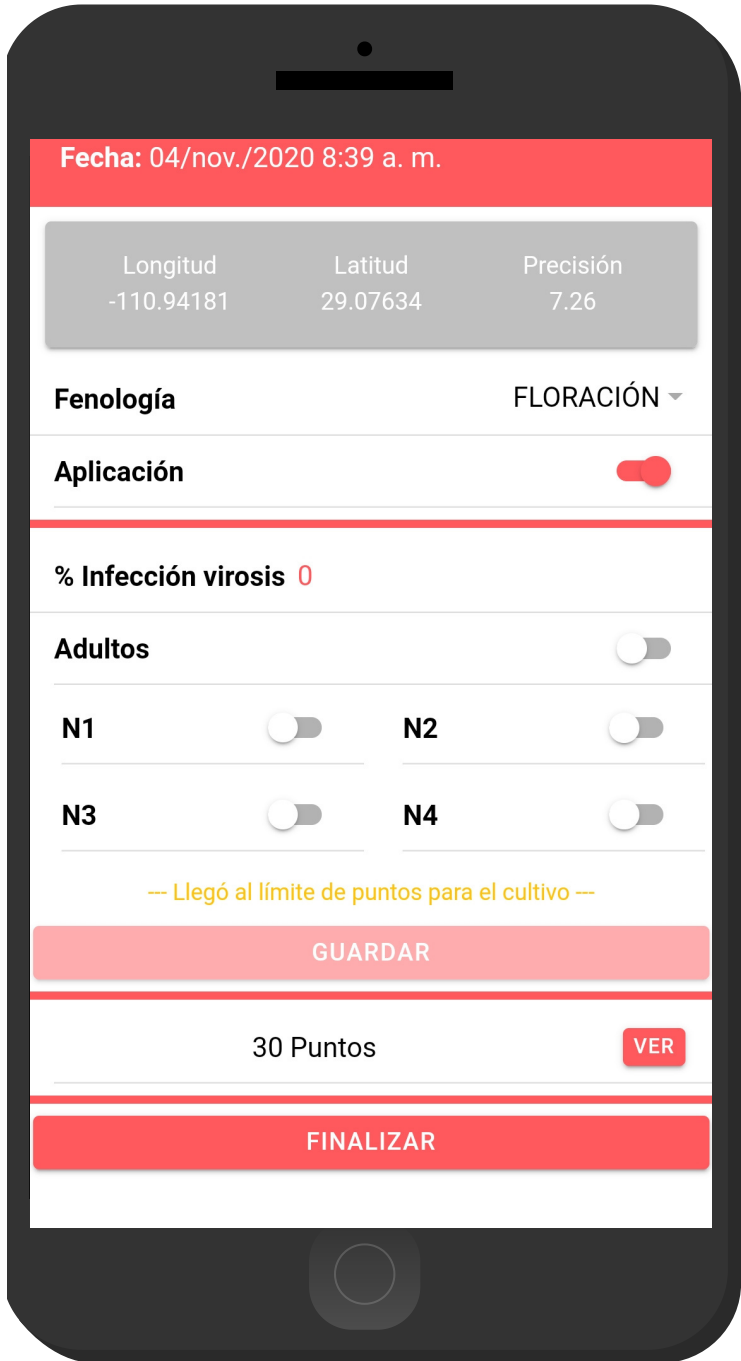 Fecha: 04/nov./2020 8:39 a. m.
Longitud Latitud Precisión
-110.94181 29.07634 7.26
Fenología FLORACIÓN
Aplicación
% Infección virosis 0
Adultos
N1 N2
N3 N4
--- Llegó al límite de puntos para el cultivo ---
GUARDAR
30 Puntos VER
FINALIZAR